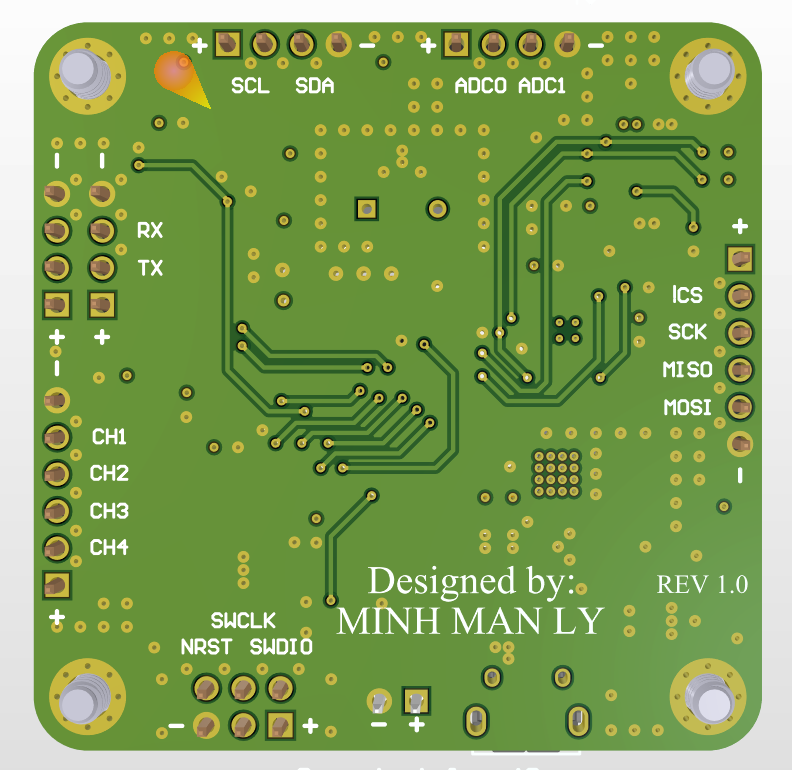 + SCL SDA -
+ ADC0 ADC1 -
- -
RX
TX
+ +
-
CH1
CH2
CH3
CH4
+
+
ICS
SCK
MISO
MOSI
-
Designed by:
MINH MAN LY
REV 1.0
SWCLK
NRST SWDIO
- +
- +